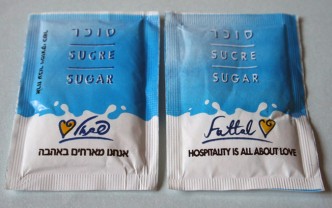 סוכר
SUCRE
SUGAR
פתאל
אנחנו מארחים באהבה
סוכר
SUCRE
SUGAR
Fattal
HOSPITALITY IS ALL ABOUT LOVE